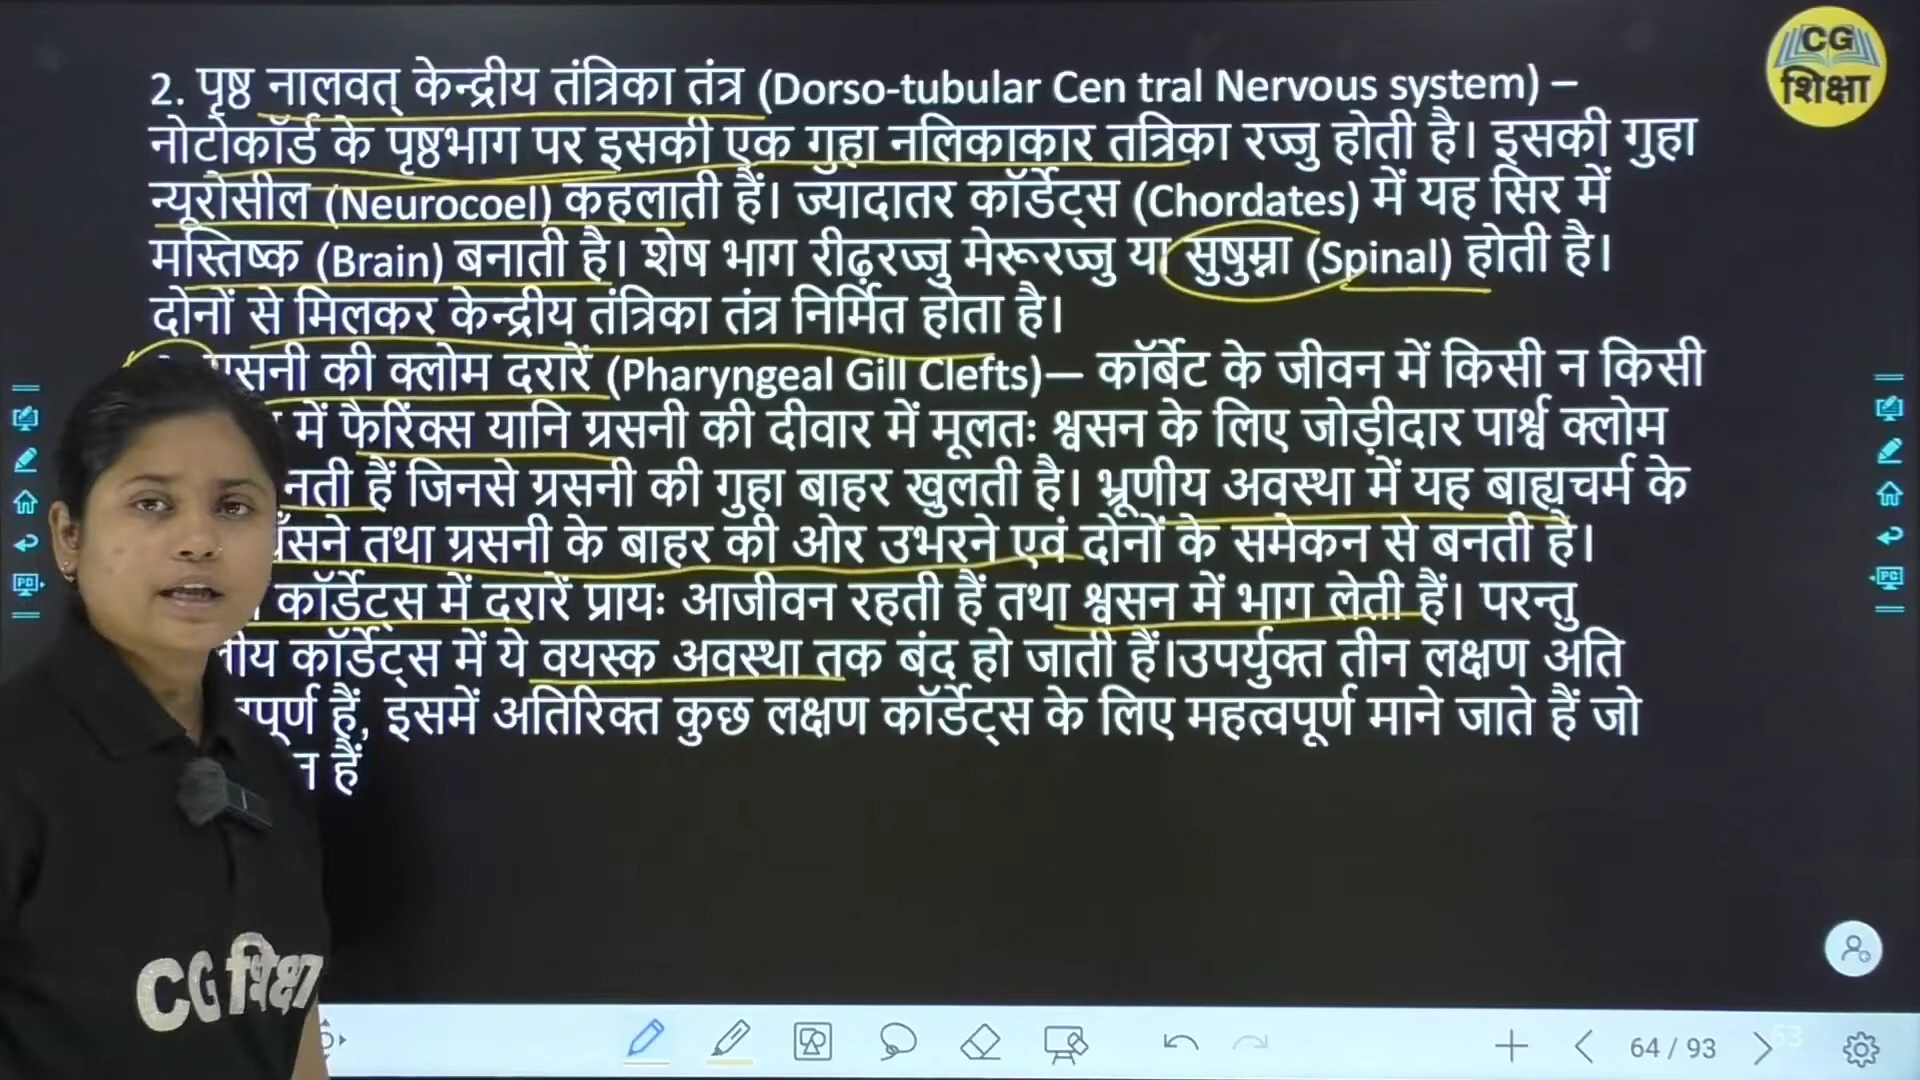 CG
शिक्षा
2. पृष्ठ नालवत् केन्द्रीय तंत्रिका तंत्र (Dorso-tubular Cen tral Nervous system) –
नोटोकॉर्ड के पृष्ठभाग पर इसकी एक गुहा नलिकाकार तत्रिका रज्जु होती है। इसकी गुहा
न्यूरोसील (Neurocoel) कहलाती हैं। ज्यादातर कॉर्डेट्स (Chordates) में यह सिर में
मस्तिष्क (Brain) बनाती है। शेष भाग रीढ़रज्जु मेरूरज्जु या सुषुम्ना (Spinal) होती है।
दोनों से मिलकर केन्द्रीय तंत्रिका तंत्र निर्मित होता है।
की क्लोम दरारें (Pharyngeal Gill Clefts)— कॉर्बेट के जीवन में किसी न किसी
में फैरिंक्स यानि ग्रसनी की दीवार में मूलतः श्वसन के लिए जोड़ीदार पार्श्व क्लोम
हैं जिनसे ग्रसनी की गुहा बाहर खुलती है। भ्रूणीय अवस्था में यह बाह्यचर्म के
तथा ग्रसनी के बाहर की ओर उभरने एवं दोनों के समेकन से बनती है।
कॉर्डेट्स में दरारें प्रायः आजीवन रहती हैं तथा श्वसन में भाग लेती हैं। परन्तु
कॉर्डेट्स में ये वयस्क अवस्था तक बंद हो जाती हैं।उपर्युक्त तीन लक्षण अति
हैं, इसमें अतिरिक्त कुछ लक्षण कॉर्डेट्स के लिए महत्वपूर्ण माने जाते हैं जो
हैं
CG शिक्षा
64 / 93